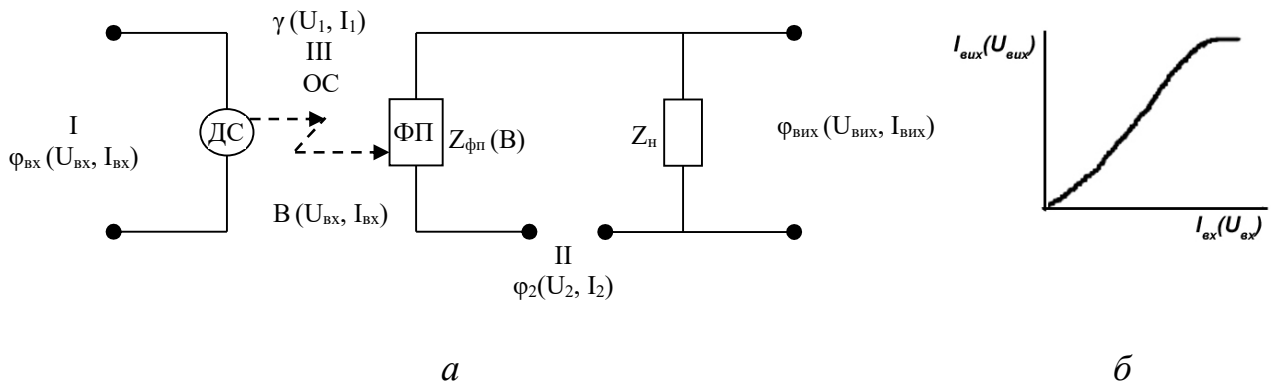 γ (U₁, I₁)
III
ОС
I
φвх (Uвх, Iвх)
ДС
ФП
Zфп (В)
Zн
φвих (Uвих, Iвих)
В (Uвх, Iвх)
II
φ₂(U₂, I₂)
а
Iвих(Uвих)
Iвх(Uвх)
б